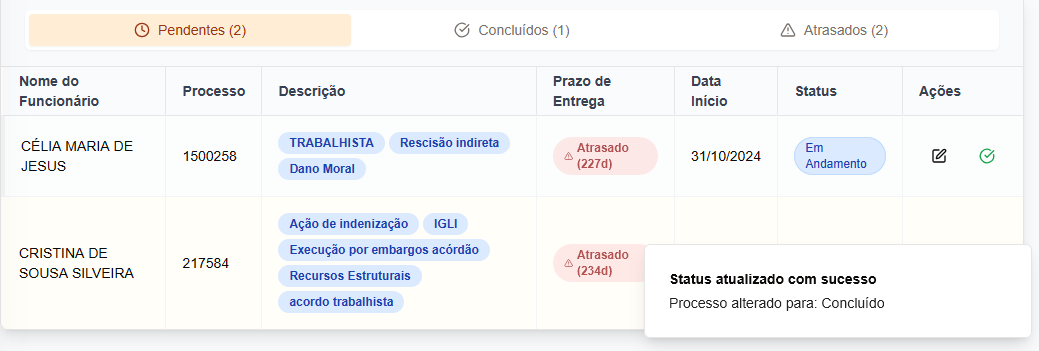 Pendentes (2)
Concluídos (1)
Atrasados (2)
Nome do
Funcionário
Processo
Descrição
Prazo de
Entrega
Data
Início
Status
Ações
CÉLIA MARIA DE
JESUS
1500258
TRABALHISTA
Rescisão indireta
Dano Moral
Atrasado
(227d)
31/10/2024
Em
Andamento
CRISTINA DE
SOUSA SILVEIRA
217584
Ação de indenização
IGLI
Execução por embargos acórdão
Recursos Estruturais
acordo trabalhista
Atrasado
(234d)
Status atualizado com sucesso
Processo alterado para: Concluído